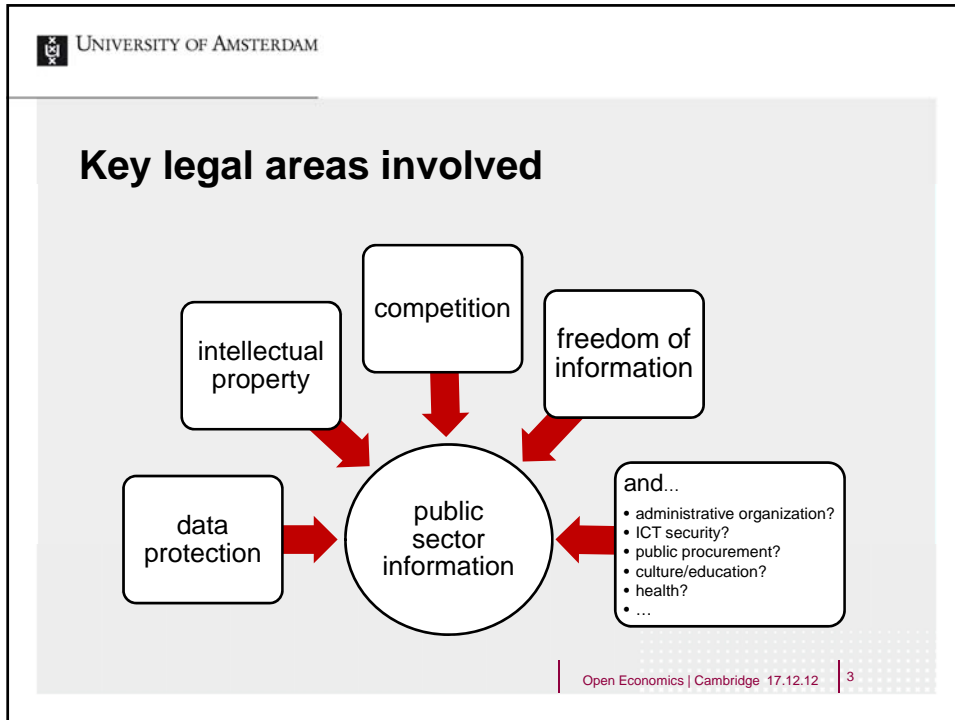 UNIVERSITY OF AMSTERDAM
Key legal areas involved
competition
intellectual
property
freedom of
information
data
protection
public
sector
information
and...
• administrative organization?
• ICT security?
• public procurement?
• culture/education?
• health?
• ...
Open Economics | Cambridge 17.12.12
3